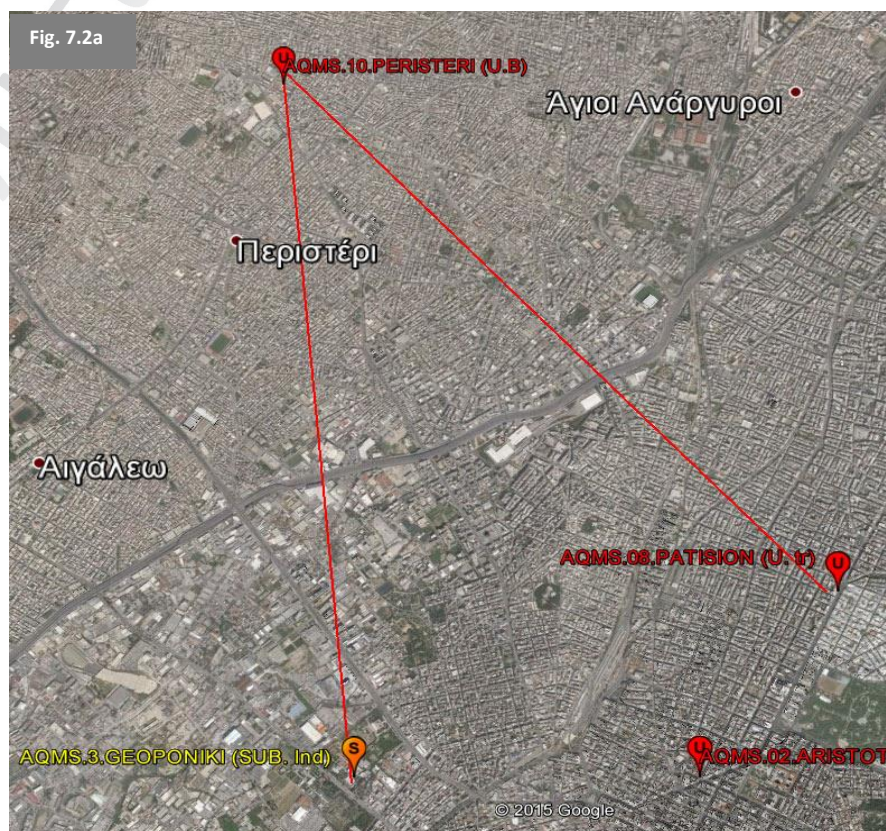 Fig. 7.2a
U
AQMS.10.PERISTERI (U.B)
Άγιοι Ανάργυροι
Περιστέρι
Αιγάλεω
AQMS.08.PATISION (U. tr)
U
S
AQMS.3.GEOPONIKI (SUB. Ind)
U
AQMS.02.ARISTOT
© 2015 Google